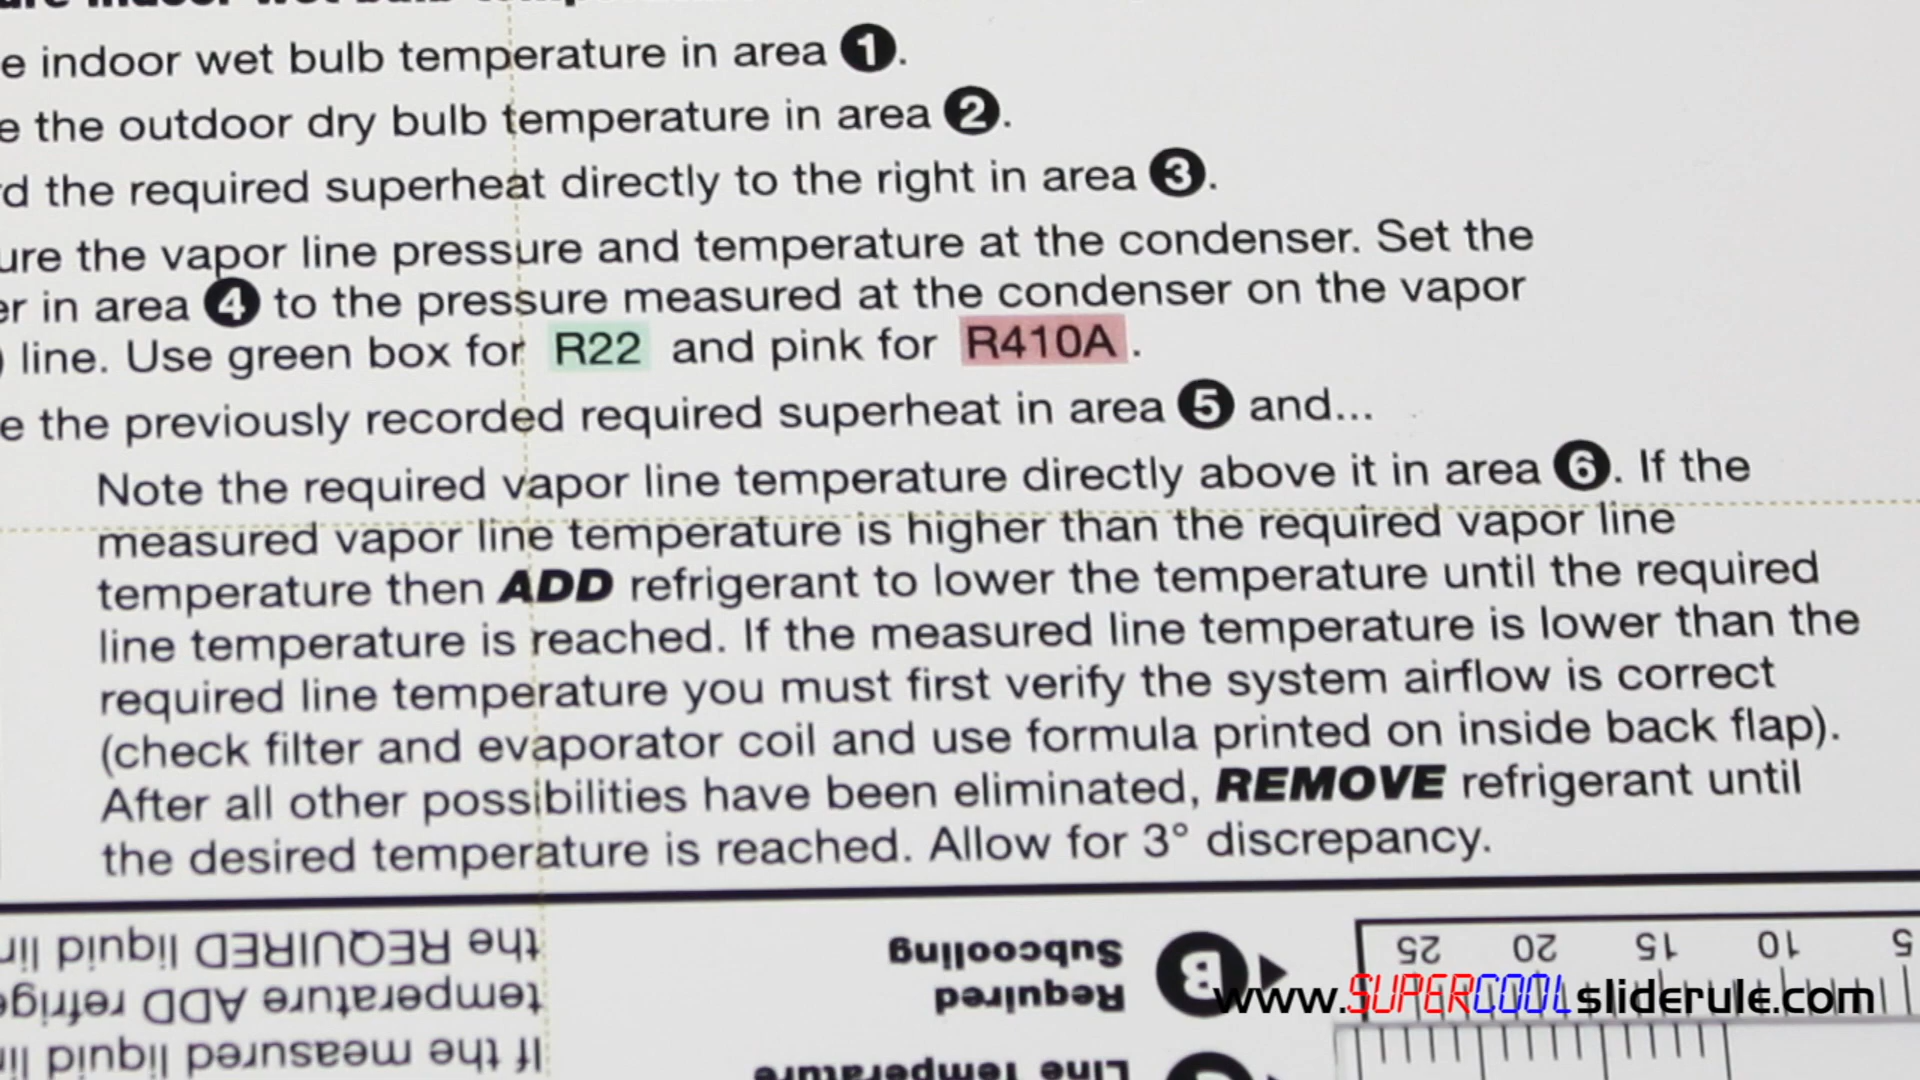 indoor wet bulb temperature in area 1.
the outdoor dry bulb temperature in area 2.
the required superheat directly to the right in area 3.
the vapor line pressure and temperature at the condenser. Set the
in area 4 to the pressure measured at the condenser on the vapor
) line. Use green box for R22 and pink for R410A.
the previously recorded required superheat in area 5 and...
Note the required vapor line temperature directly above it in area 6. If the
measured vapor line temperature is higher than the required vapor line
temperature then ADD refrigerant to lower the temperature until the required
line temperature is reached. If the measured line temperature is lower than the
required line temperature you must first verify the system airflow is correct
(check filter and evaporator coil and use formula printed on inside back flap).
After all other possibilities have been eliminated, REMOVE refrigerant until
the desired temperature is reached. Allow for 3° discrepancy.
5 10 15 20 25
B Required
Subcooling
Line Temperature
If the measured liquid
temperature ADD
the REQUIRED liquid
www.SUPERCOOLsliderule.com